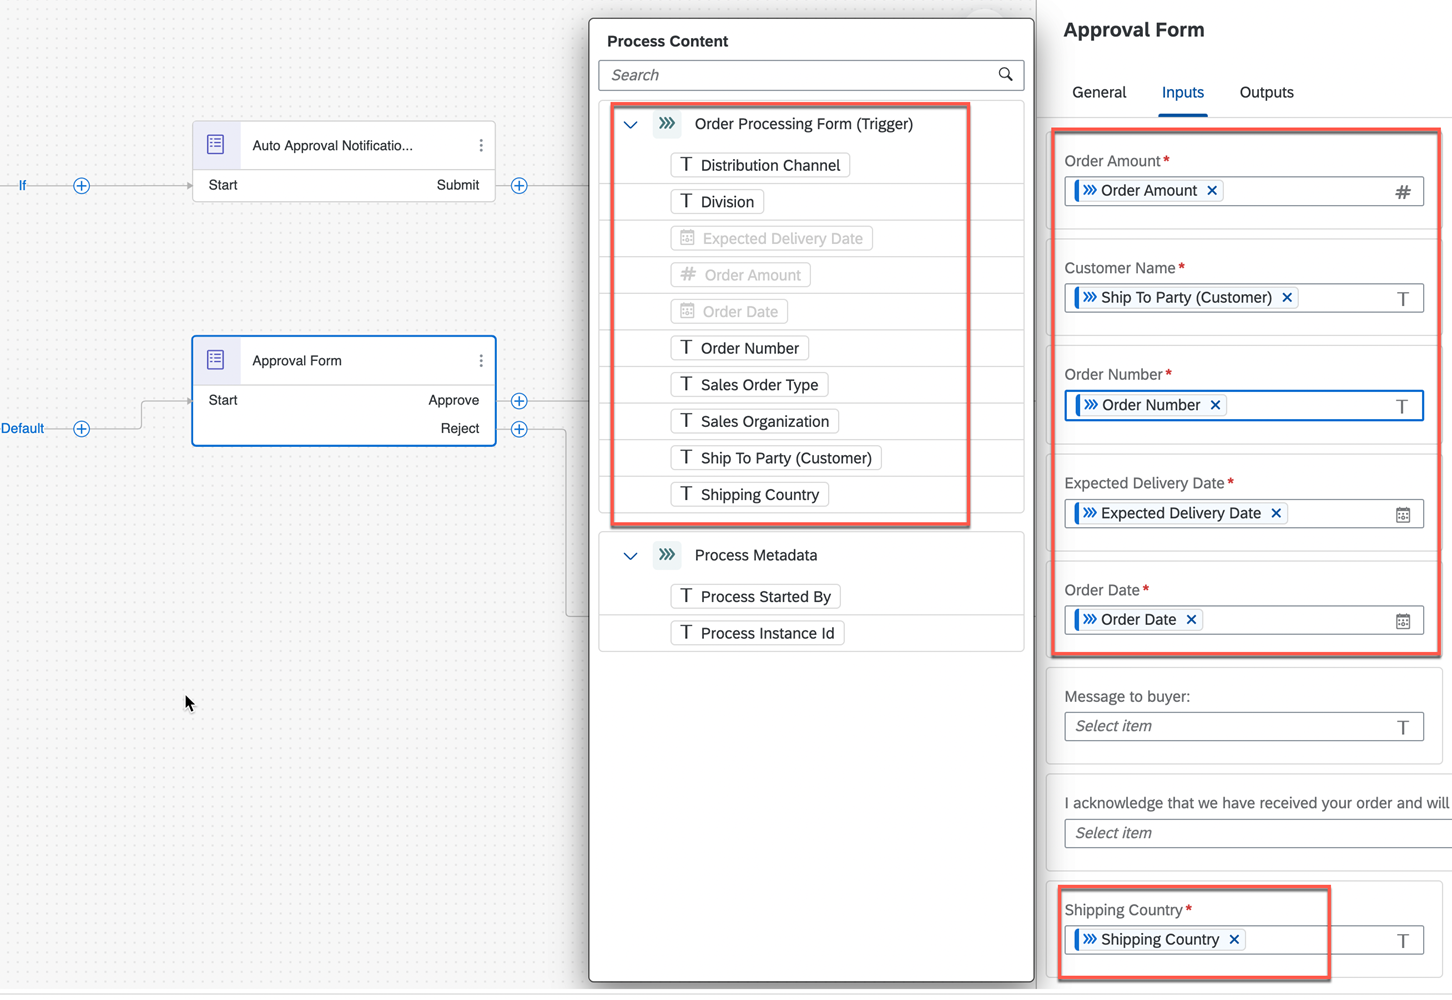 If
Auto Approval Notificatio...
Start
Submit
Default
Approval Form
Start
Approve
Reject
Process Content
Search
Order Processing Form (Trigger)
T Distribution Channel
T Division
Expected Delivery Date
# Order Amount
Order Date
T Order Number
T Sales Order Type
T Sales Organization
T Ship To Party (Customer)
T Shipping Country
Process Metadata
T Process Started By
T Process Instance Id
Approval Form
General Inputs Outputs
Order Amount*
Order Amount #
Customer Name*
Ship To Party (Customer) T
Order Number*
Order Number T
Expected Delivery Date*
Expected Delivery Date
Order Date*
Order Date
Message to buyer:
Select item T
I acknowledge that we have received your order and will
Select item
Shipping Country*
Shipping Country T